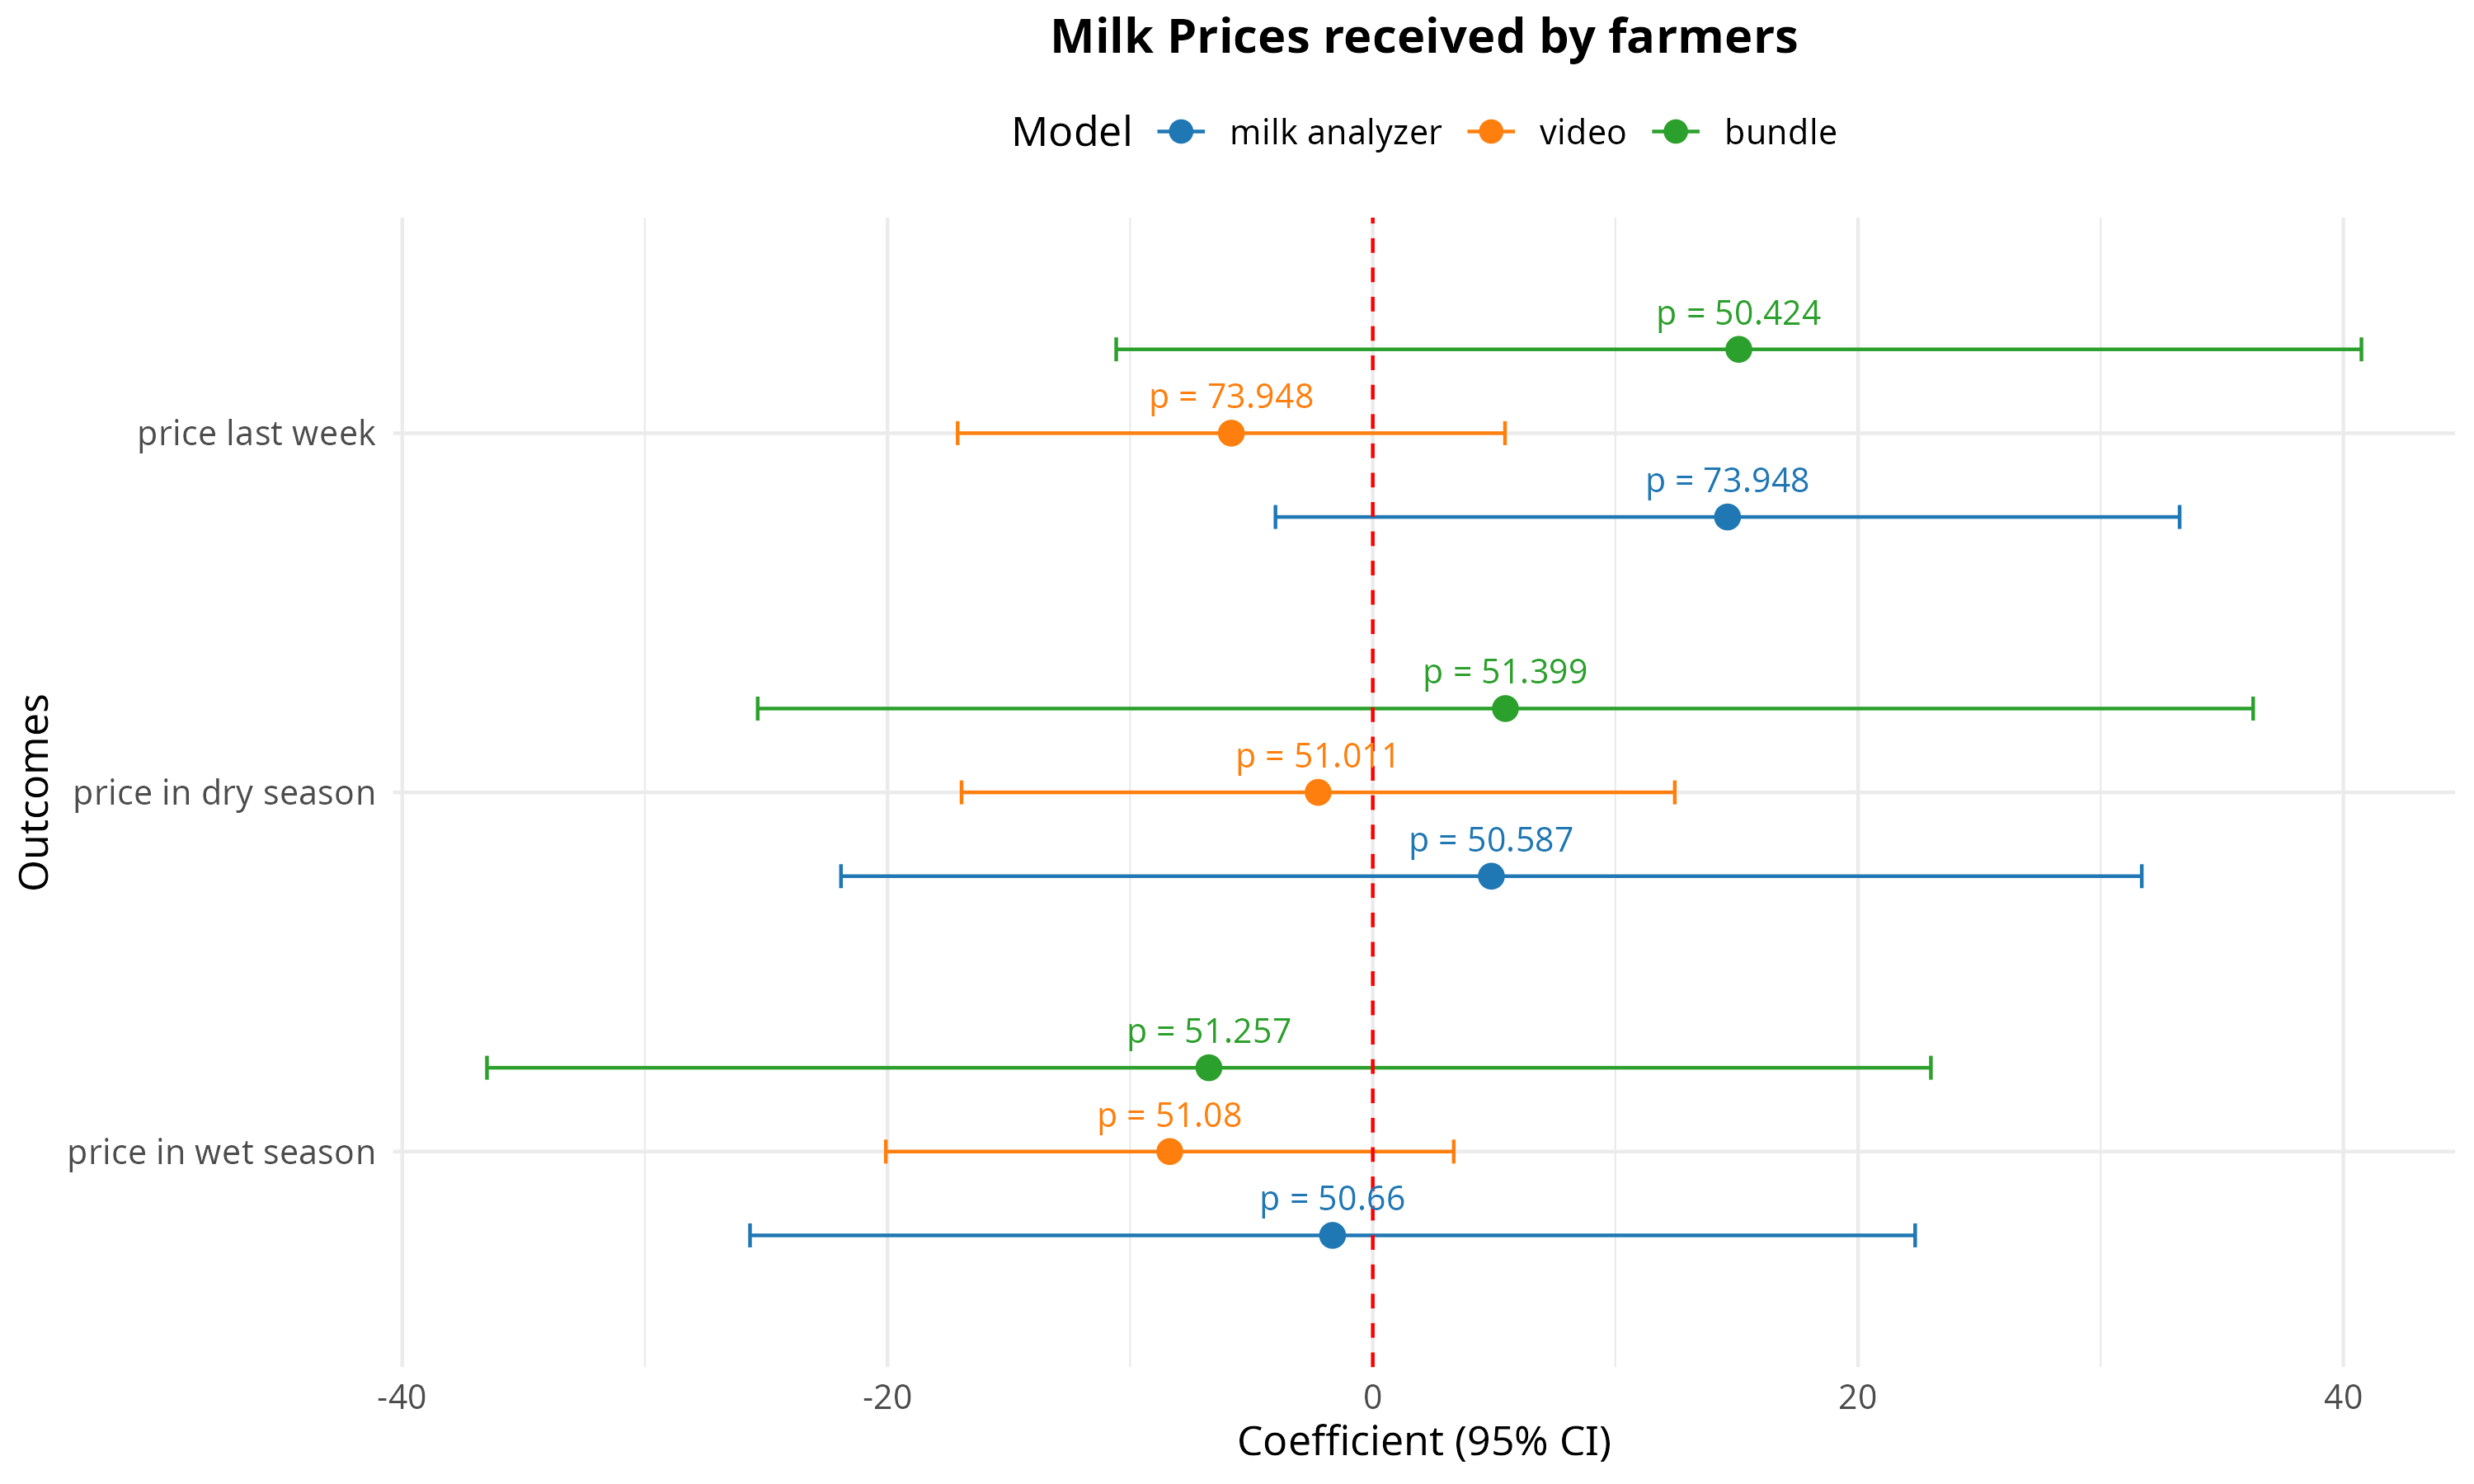 Milk Prices received by farmers
Model milk analyzer video bundle
p = 50.424
p = 73.948
price last week
p = 73.948
p = 51.399
p = 51.011
price in dry season
p = 50.587
p = 51.257
p = 51.08
price in wet season
p = 50.66
Outcomes
-40 -20 0 20 40
Coefficient (95% CI)